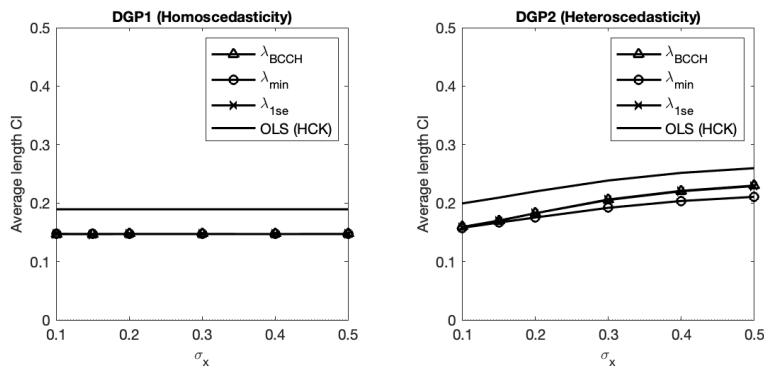 DGP1 (Homoscedasticity)
Average length CI
0.5
0.4
0.3
0.2
0.1
0
λBCCH
λmin
λ1se
OLS (HCK)
0.1 0.2 0.3 0.4 0.5
σx
DGP2 (Heteroscedasticity)
Average length CI
0.5
0.4
0.3
0.2
0.1
0
λBCCH
λmin
λ1se
OLS (HCK)
0.1 0.2 0.3 0.4 0.5
σx